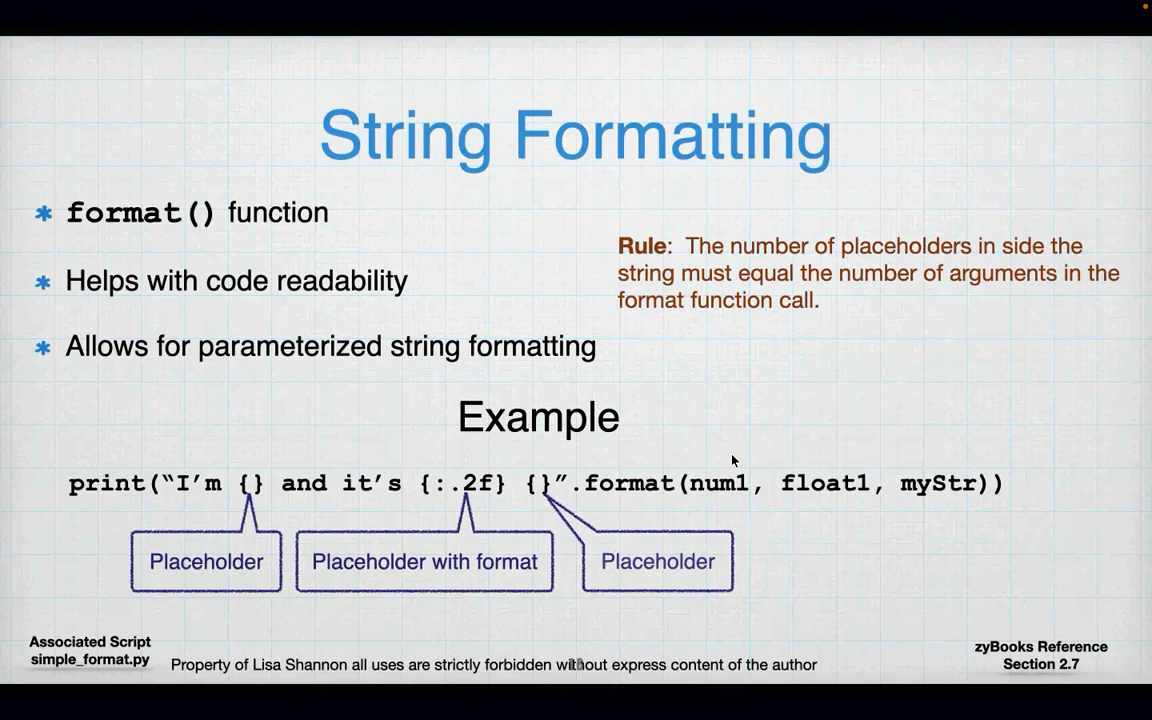 String Formatting
* format() function
* Helps with code readability
* Allows for parameterized string formatting
Rule:  The number of placeholders in side the
string must equal the number of arguments in the
format function call.
Example
print(“I’m {} and it’s {:.2f} {}”.format(num1, float1, myStr))
Placeholder
Placeholder with format
Placeholder
Associated Script
simple_format.py
Property of Lisa Shannon all uses are strictly forbidden without express content of the author
zyBooks Reference
Section 2.7